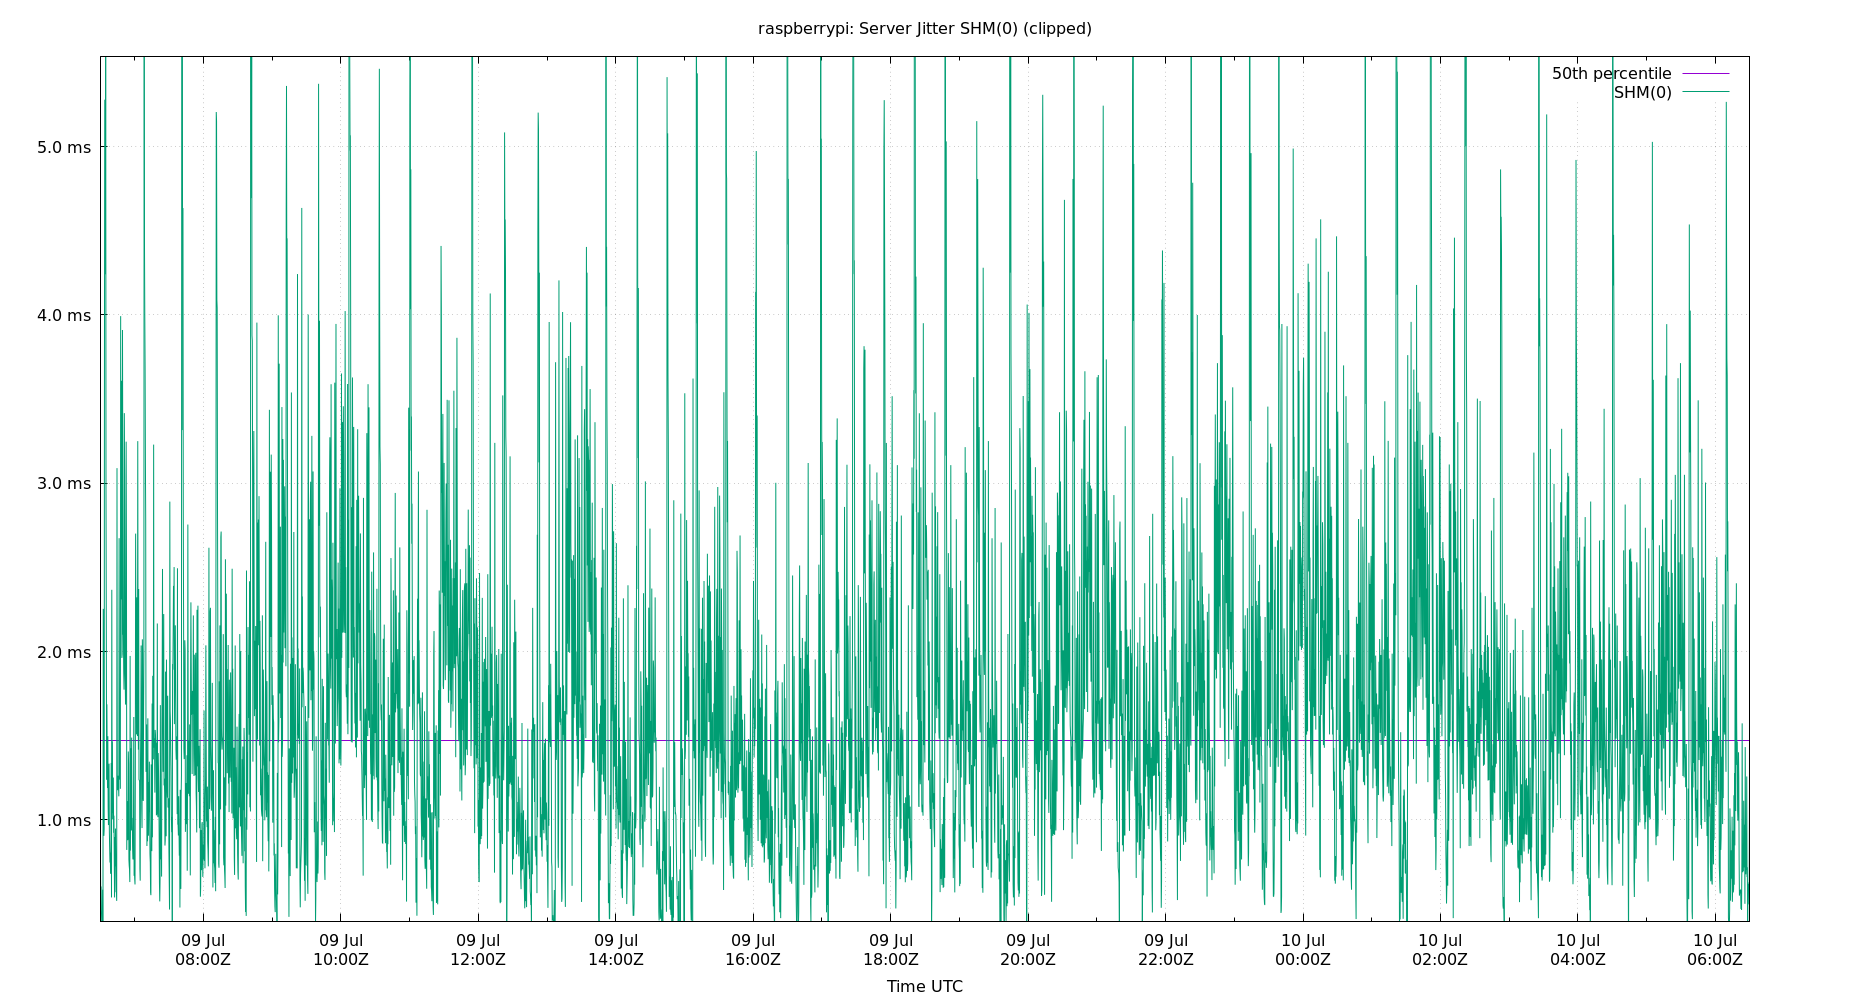 raspberrypi: Server Jitter SHM(0) (clipped)
50th percentile
SHM(0)
5.0 ms
4.0 ms
3.0 ms
2.0 ms
1.0 ms
09 Jul 09 Jul 09 Jul 09 Jul 09 Jul 09 Jul 09 Jul 09 Jul 10 Jul 10 Jul 10 Jul 10 Jul
08:00Z 10:00Z 12:00Z 14:00Z 16:00Z 18:00Z 20:00Z 22:00Z 00:00Z 02:00Z 04:00Z 06:00Z
Time UTC